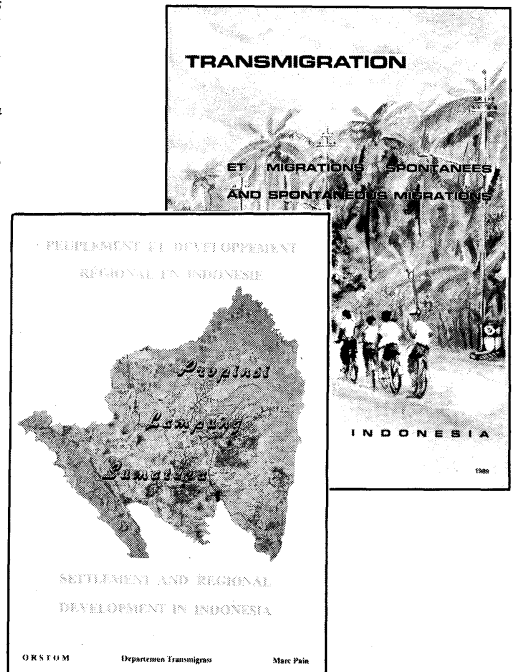 TRANSMIGRATION
ET MIGRATIONS SPONTANEES
AND SPONTANEOUS MIGRATIONS
INDONESIA
1989
PEUPLEMENT ET DEVELOPPEMENT
REGIONAL EN INDONESIE
Propinsi
Lampung
Sumatera
SETTLEMENT AND REGIONAL
DEVELOPMENT IN INDONESIA
ORSTOM Departemen Transmigrasi Marc Pain